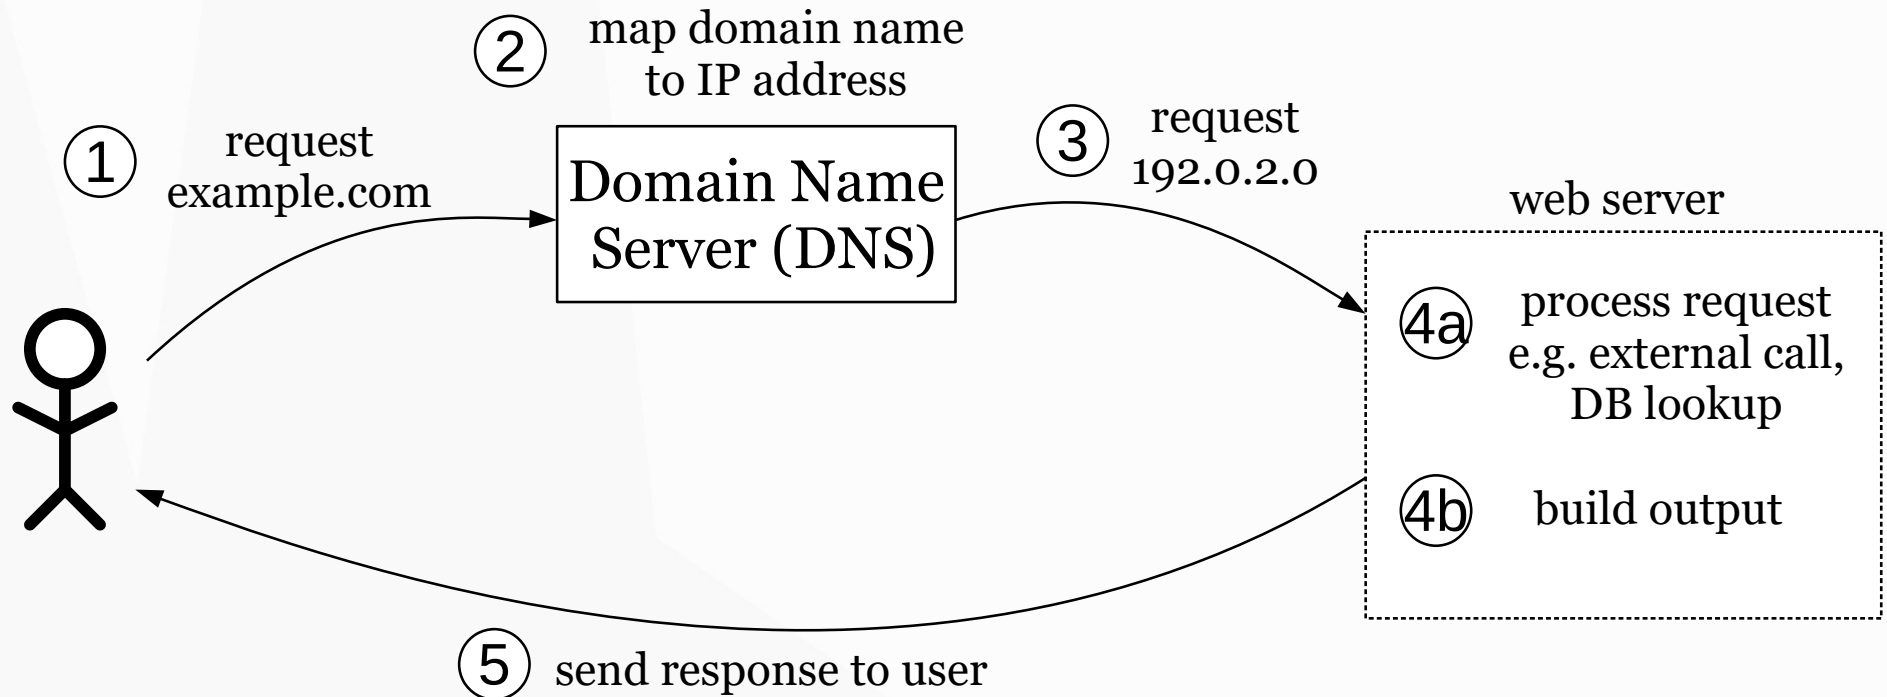 1
request
example.com
2
map domain name
to IP address
Domain Name
Server (DNS)
3
request
192.0.2.0
web server
4a
process request
e.g. external call,
DB lookup
4b
build output
5
send response to user